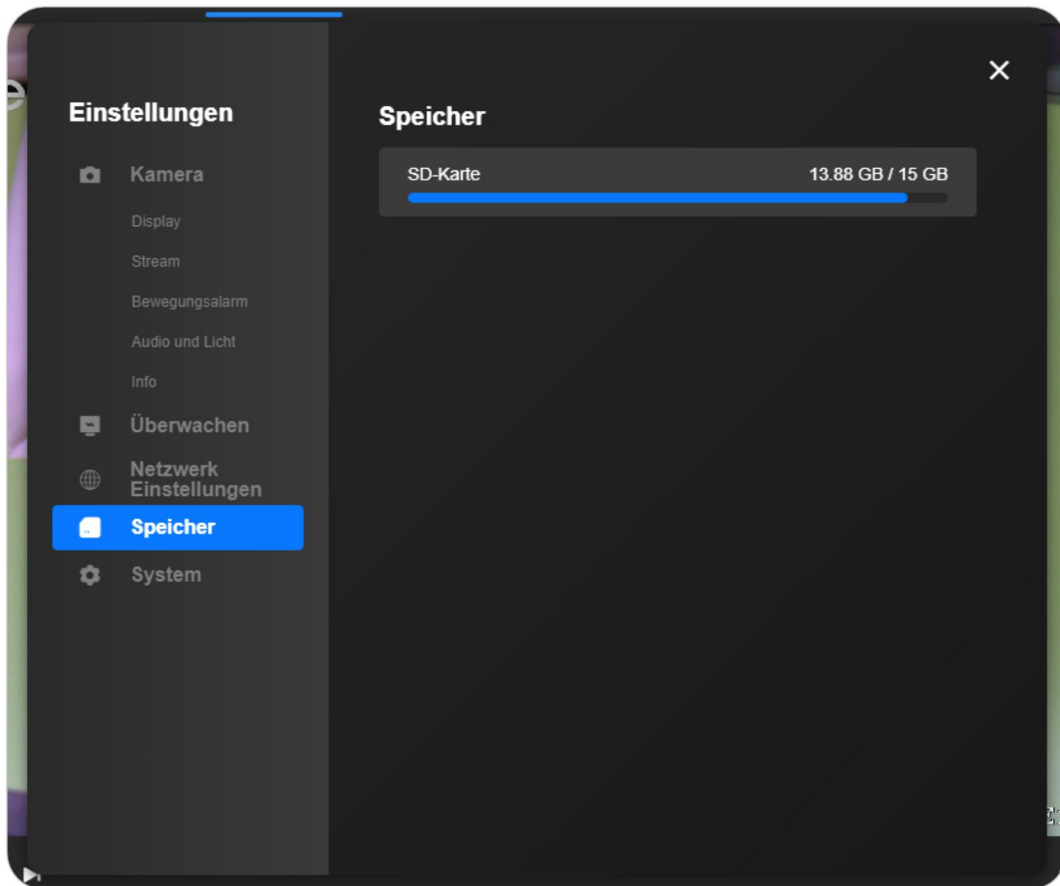 Einstellungen
Kamera
Display
Stream
Bewegungsalarm
Audio und Licht
Info
Überwachen
Netzwerk
Einstellungen
Speicher
System
Speicher
SD-Karte 13.88 GB / 15 GB